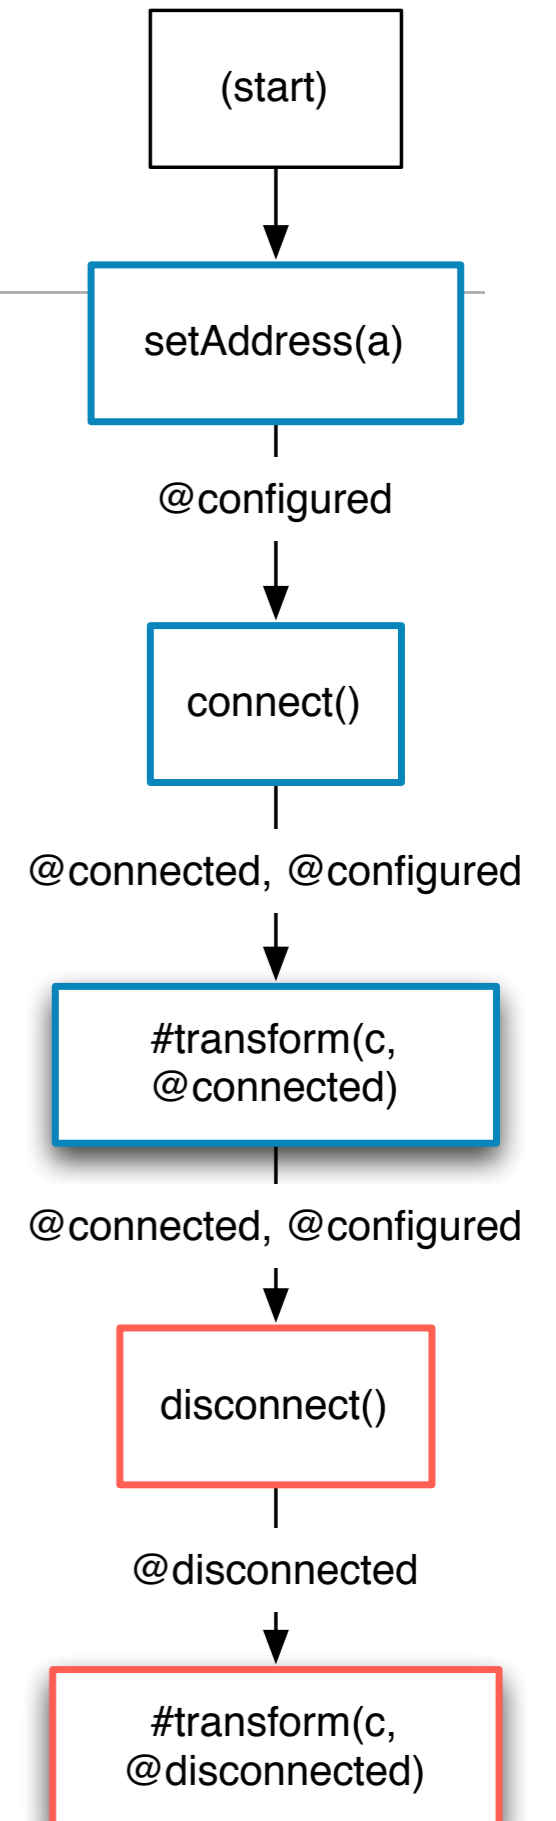 (start)
setAddress(a)
@configured
connect()
@connected, @configured
#transform(c,
@connected)
@connected, @configured
disconnect()
@disconnected
#transform(c,
@disconnected)